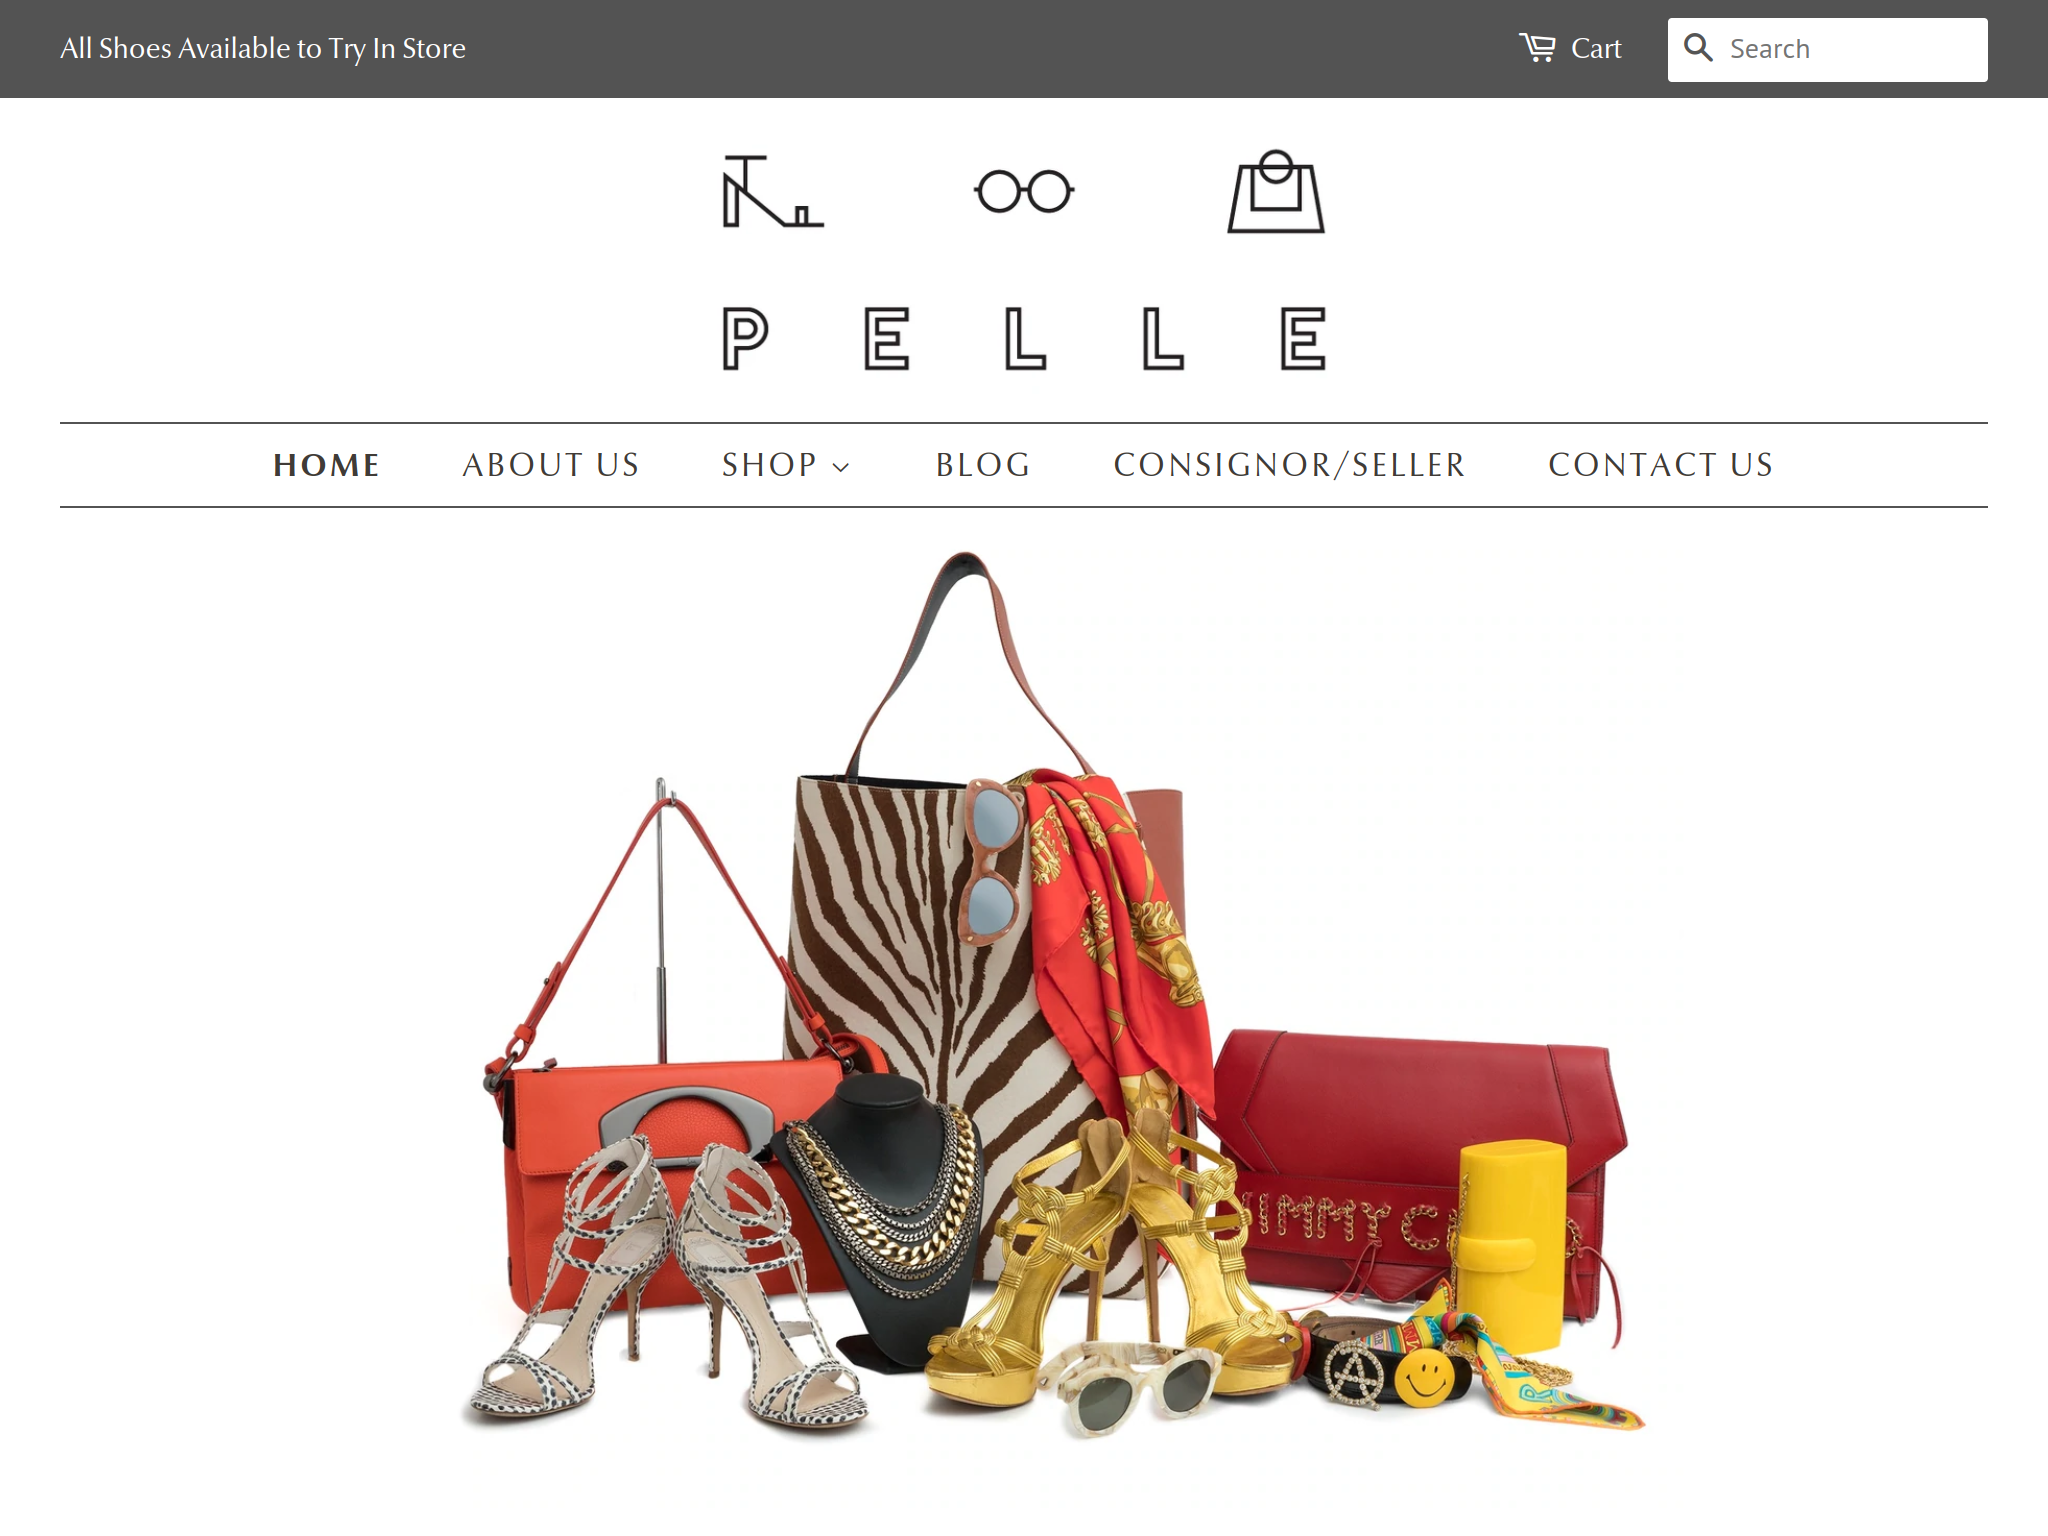 All Shoes Available to Try In Store
Cart
Search
PELLE
HOME
ABOUT US
SHOP
BLOG
CONSIGNOR/SELLER
CONTACT US
JIMMY C